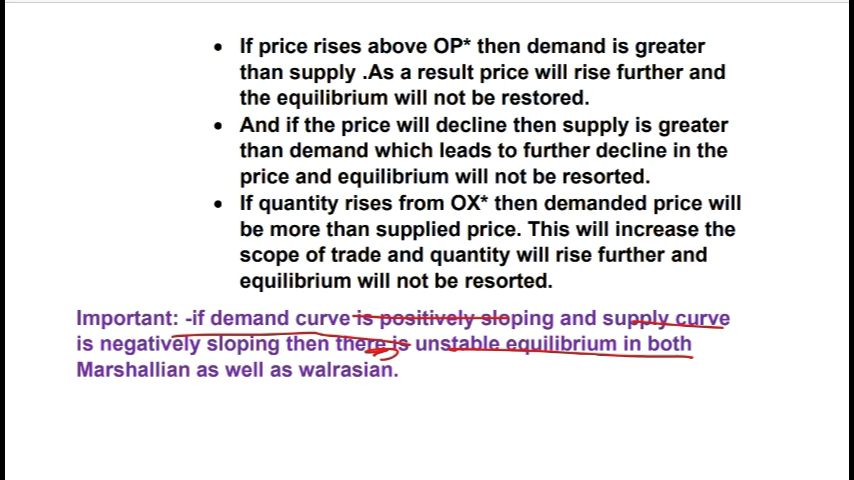 • If price rises above OP* then demand is greater
than supply .As a result price will rise further and
the equilibrium will not be restored.
• And if the price will decline then supply is greater
than demand which leads to further decline in the
price and equilibrium will not be resorted.
• If quantity rises from OX* then demanded price will
be more than supplied price. This will increase the
scope of trade and quantity will rise further and
equilibrium will not be resorted.
Important: -if demand curve is positively sloping and supply curve
is negatively sloping then there is unstable equilibrium in both
Marshallian as well as walrasian.